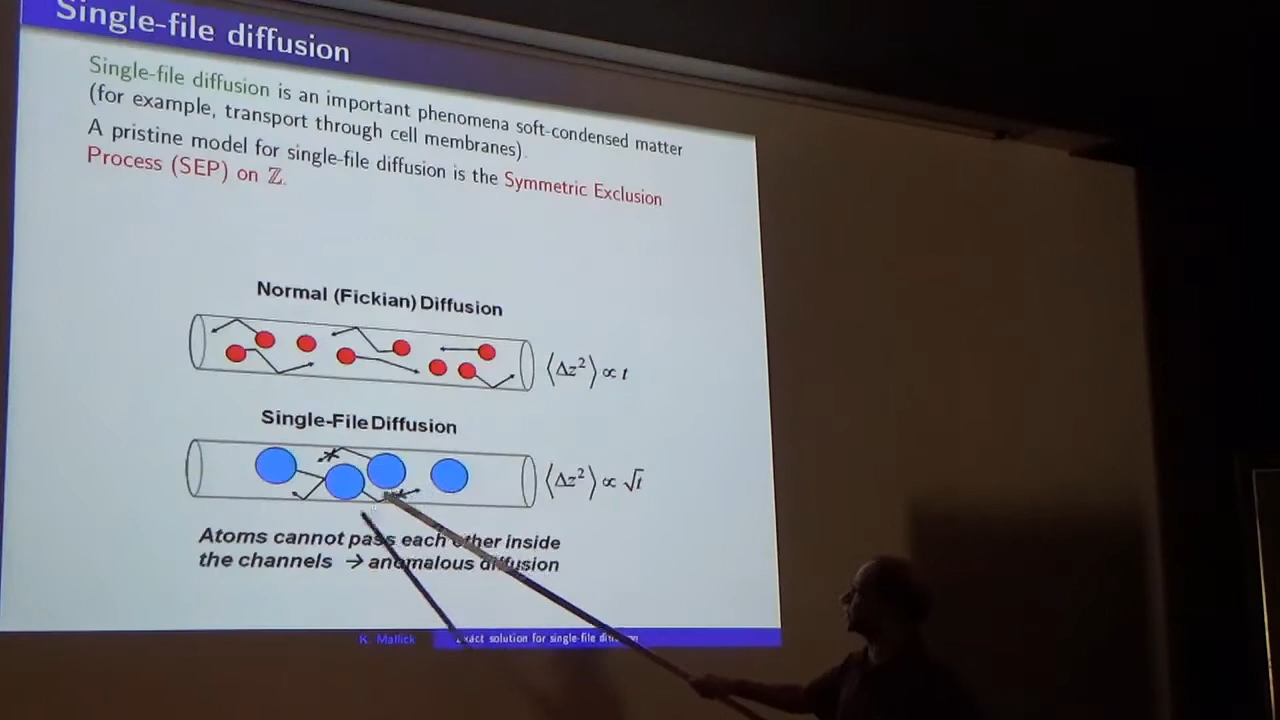 Single-file diffusion
Single-file diffusion is an important phenomena soft-condensed matter
(for example, transport through cell membranes).
A pristine model for single-file diffusion is the Symmetric Exclusion
Process (SEP) on ℤ.
Normal (Fickian) Diffusion
⟨Δz²⟩ ∝ t
Single-File Diffusion
⟨Δz²⟩ ∝ √t
Atoms cannot pass each other inside
the channels → anomalous diffusion
K. Mallick
Exact solution for single-file diffusion